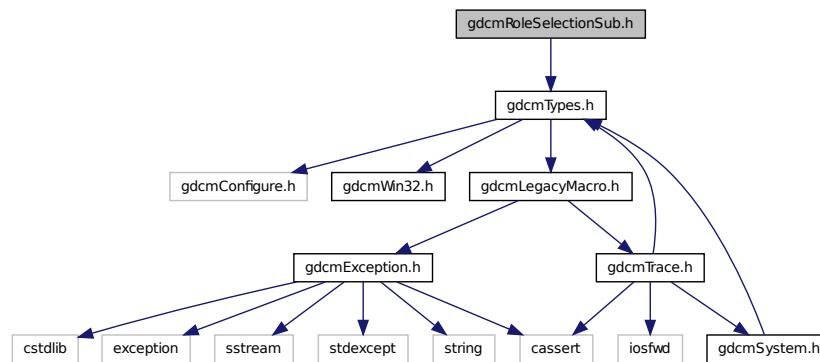 gdcmRoleSelectionSub.h
gdcmTypes.h
gdcmConfigure.h
gdcmWin32.h
gdcmLegacyMacro.h
gdcmException.h
gdcmTrace.h
cstdlib
exception
sstream
stdexcept
string
cassert
iosfwd
gdcmSystem.h